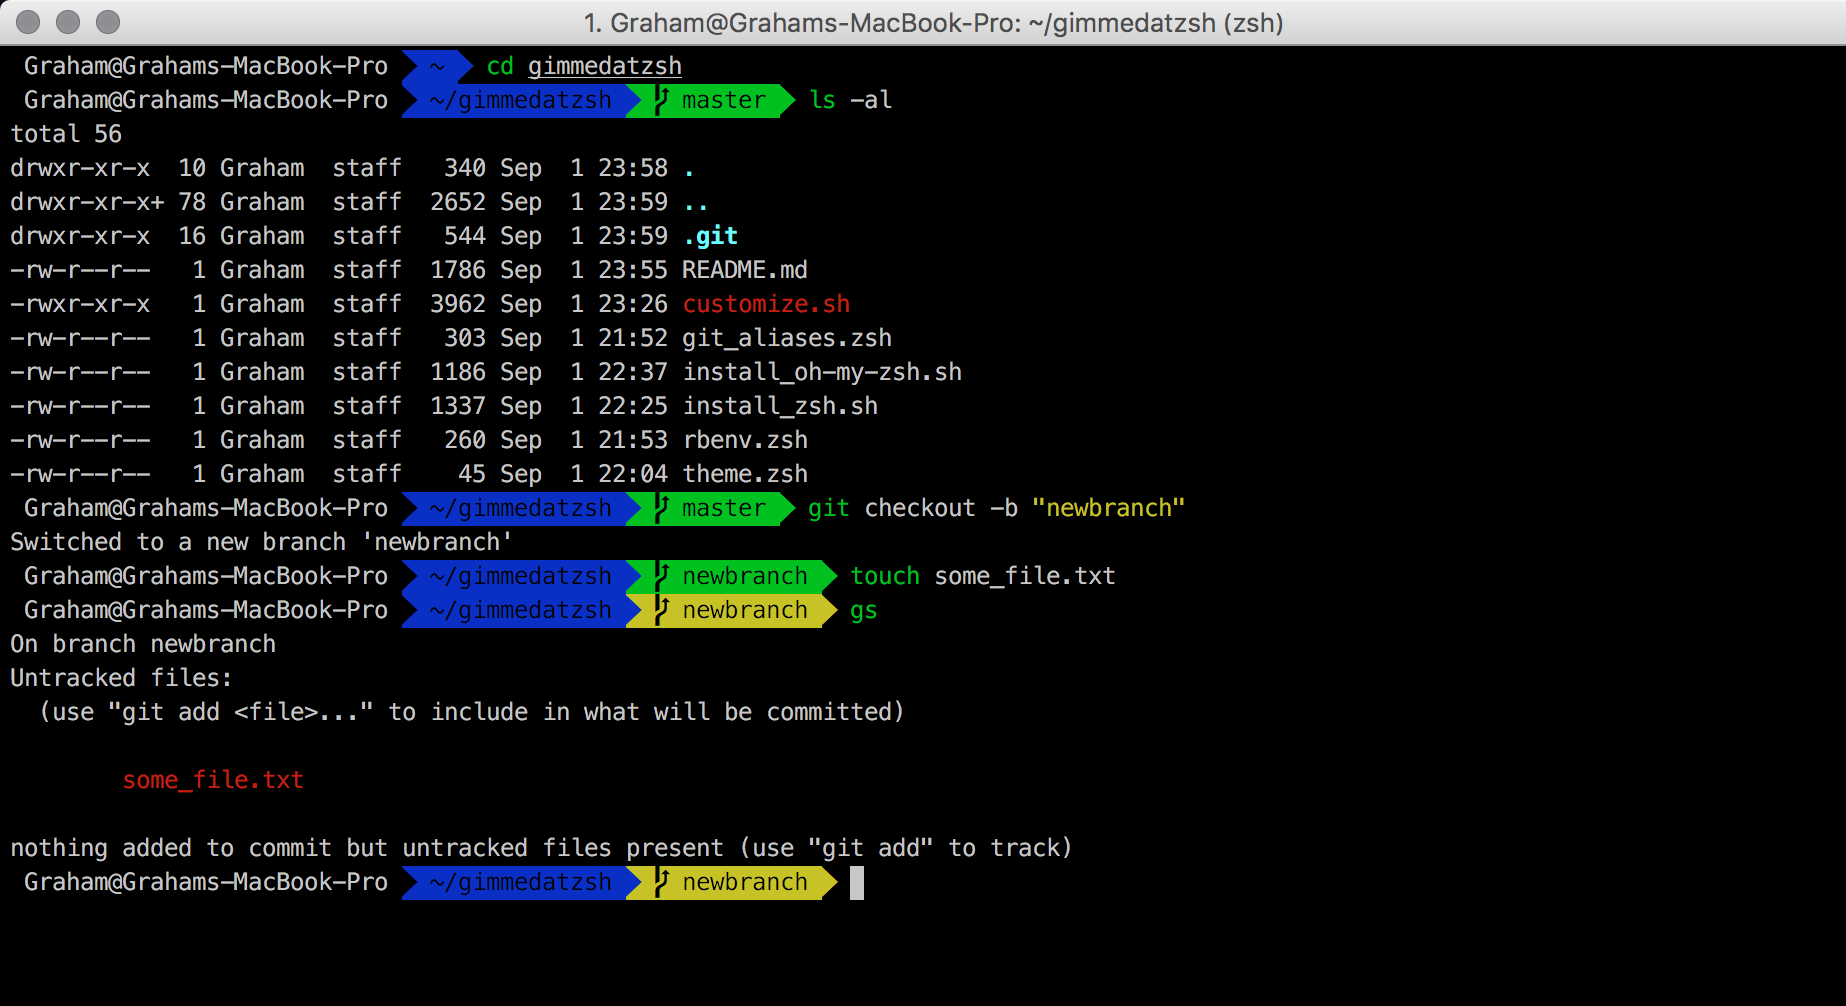 1. Graham@Grahams-MacBook-Pro: ~/gimmedatzsh (zsh)
Graham@Grahams-MacBook-Pro ~ cd gimmedatzsh
Graham@Grahams-MacBook-Pro ~/gimmedatzsh master ls -al
total 56
drwxr-xr-x  10 Graham  staff   340 Sep  1 23:58 .
drwxr-xr-x+ 78 Graham  staff  2652 Sep  1 23:59 ..
drwxr-xr-x  16 Graham  staff   544 Sep  1 23:59 .git
-rw-r--r--   1 Graham  staff  1786 Sep  1 23:55 README.md
-rwxr-xr-x   1 Graham  staff  3962 Sep  1 23:26 customize.sh
-rw-r--r--   1 Graham  staff   303 Sep  1 21:52 git_aliases.zsh
-rw-r--r--   1 Graham  staff  1186 Sep  1 22:37 install_oh-my-zsh.sh
-rw-r--r--   1 Graham  staff  1337 Sep  1 22:25 install_zsh.sh
-rw-r--r--   1 Graham  staff   260 Sep  1 21:53 rbenv.zsh
-rw-r--r--   1 Graham  staff    45 Sep  1 22:04 theme.zsh
Graham@Grahams-MacBook-Pro ~/gimmedatzsh master git checkout -b "newbranch"
Switched to a new branch 'newbranch'
Graham@Grahams-MacBook-Pro ~/gimmedatzsh newbranch touch some_file.txt
Graham@Grahams-MacBook-Pro ~/gimmedatzsh newbranch gs
On branch newbranch
Untracked files:
  (use "git add <file>..." to include in what will be committed)
        some_file.txt
nothing added to commit but untracked files present (use "git add" to track)
Graham@Grahams-MacBook-Pro ~/gimmedatzsh newbranch